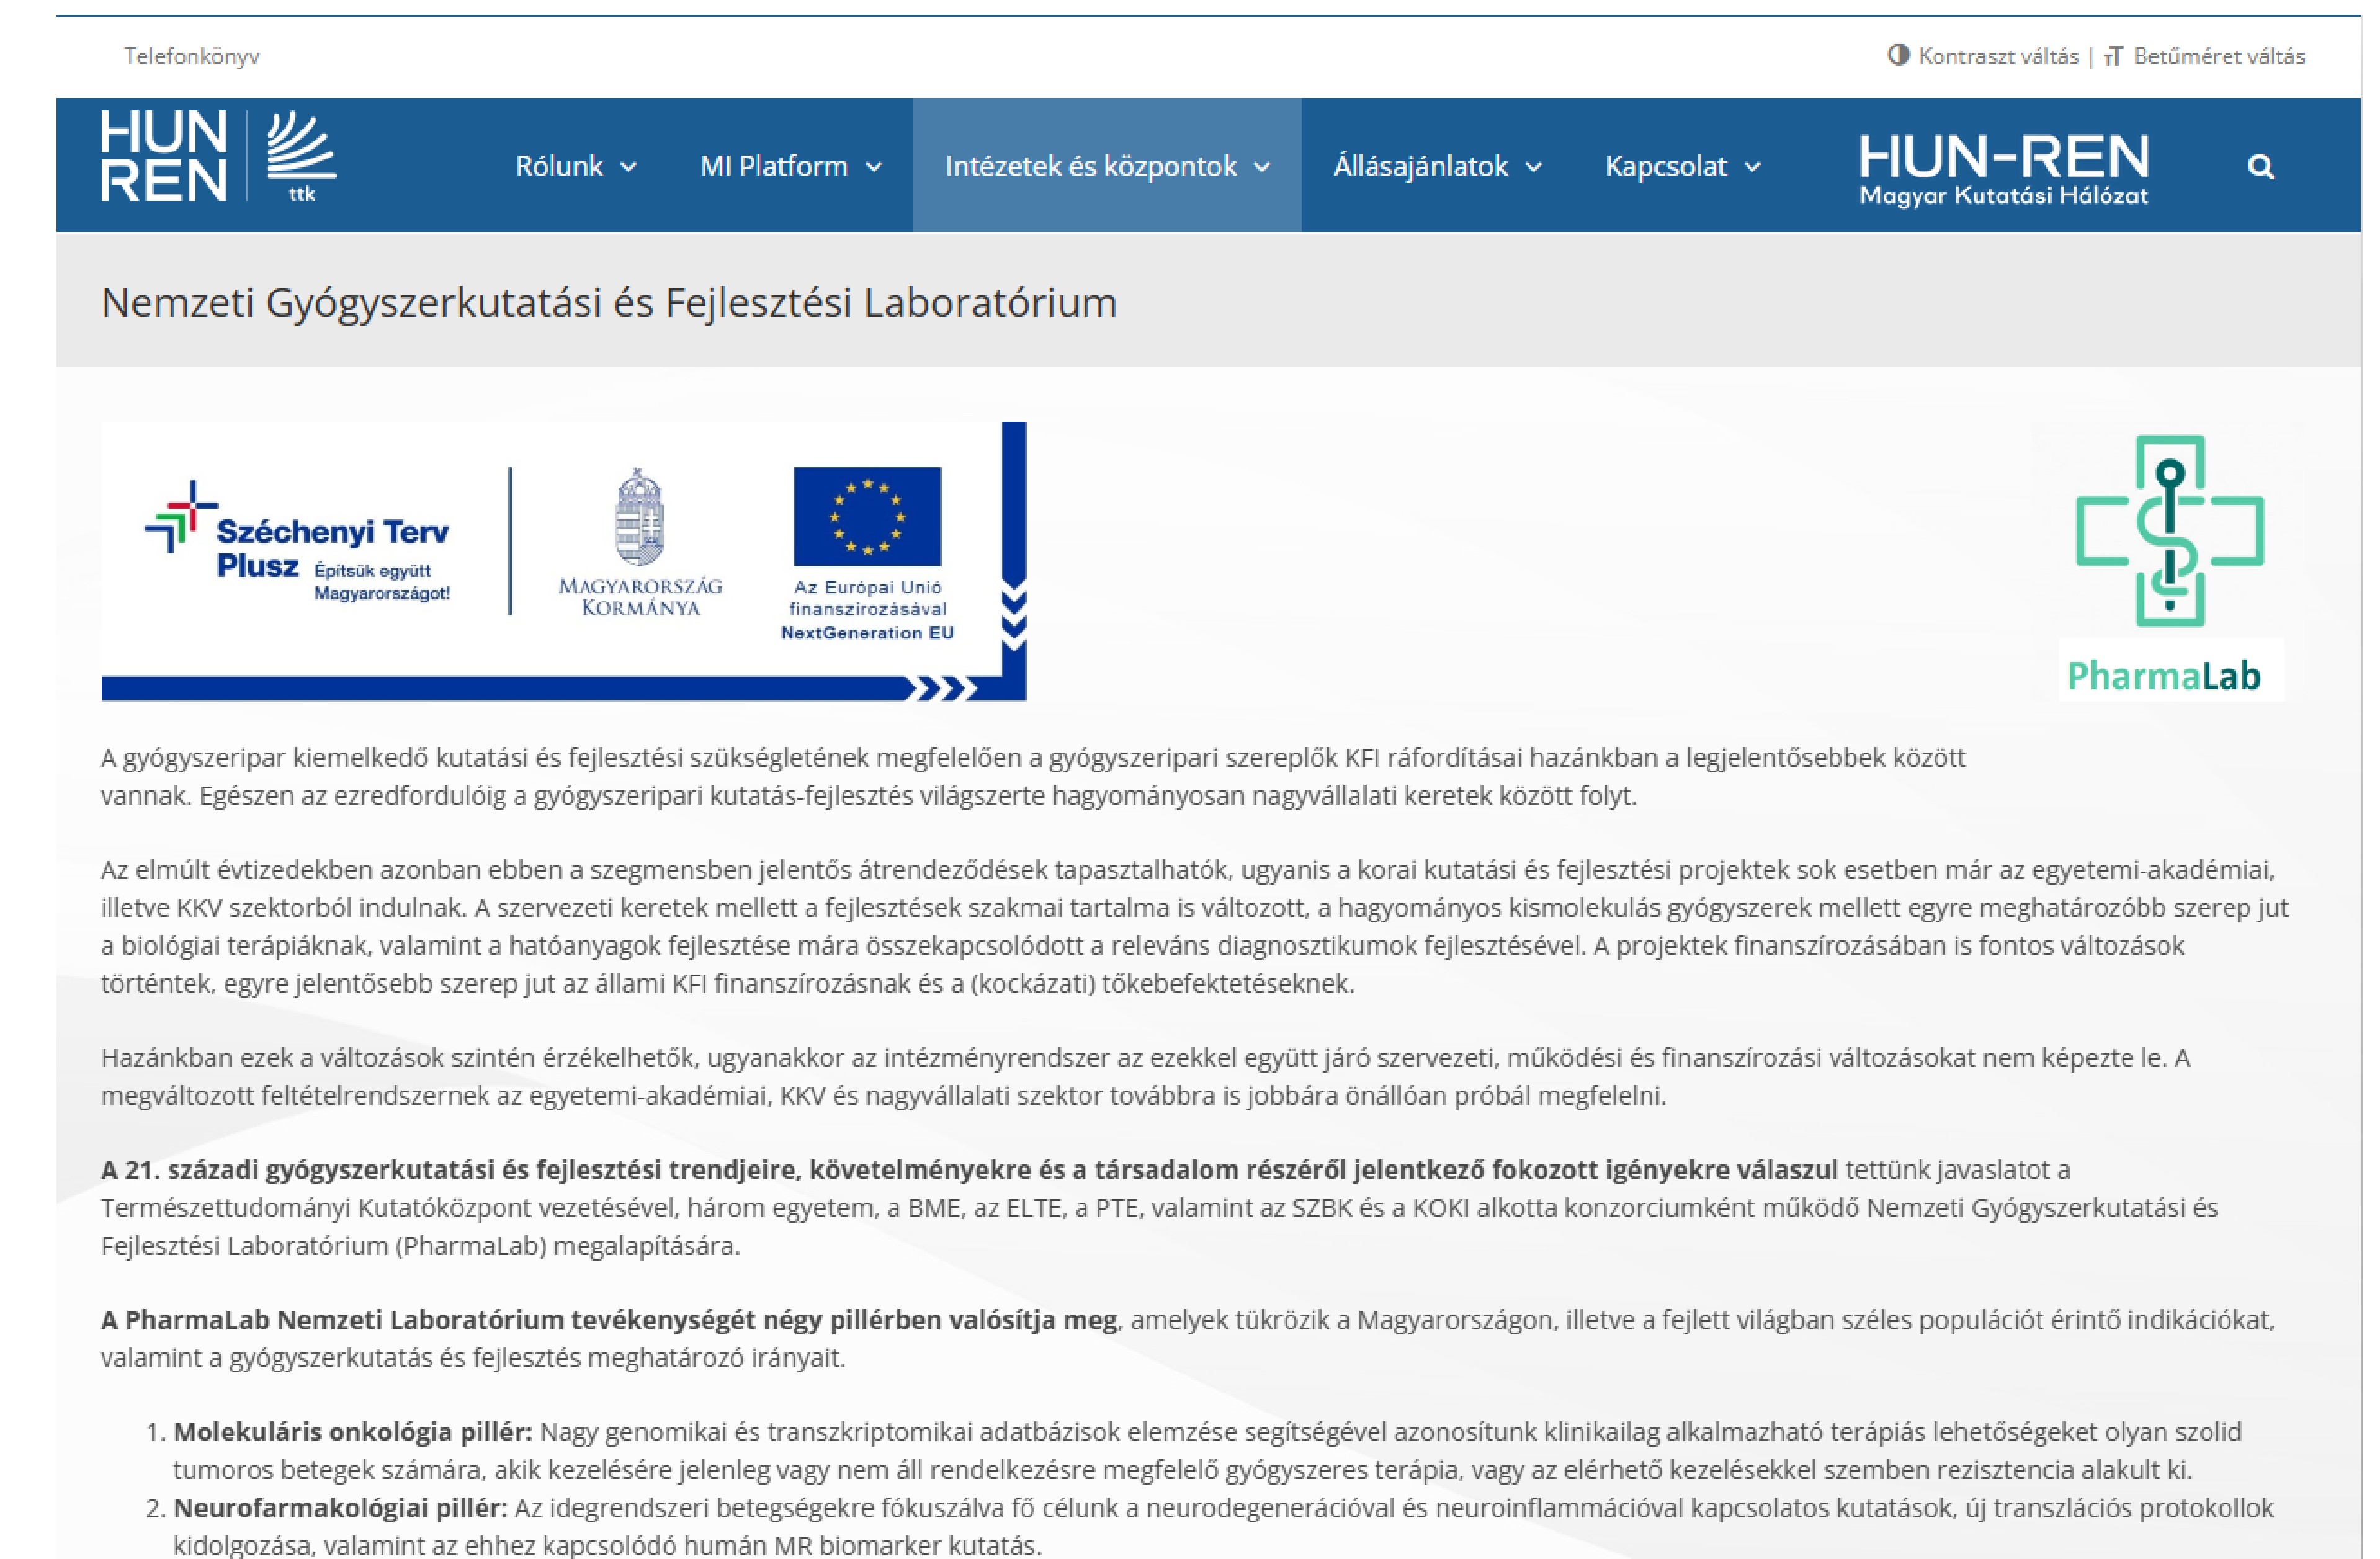 Telefonkönyv
Kontraszt váltás | Betűméret váltás
HUN
REN
ttk
Rólunk
MI Platform
Intézetek és központok
Állásajánlatok
Kapcsolat
HUN-REN
Magyar Kutatási Hálózat
Nemzeti Gyógyszerkutatási és Fejlesztési Laboratórium
Széchenyi Terv
Plusz Építsük együtt
Magyarországot!
MAGYARORSZÁG
KORMÁNYA
Az Európai Unió
finanszírozásával
NextGeneration EU
PharmaLab
A gyógyszeripar kiemelkedő kutatási és fejlesztési szükségletének megfelelően a gyógyszeripari szereplők KFI ráfordításai hazánkban a legjelentősebbek között
vannak. Egészen az ezredfordulóig a gyógyszeripari kutatás-fejlesztés világszerte hagyományosan nagyvállalati keretek között folyt.
Az elmúlt évtizedekben azonban ebben a szegmensben jelentős átrendeződések tapasztalhatók, ugyanis a korai kutatási és fejlesztési projektek sok esetben már az egyetemi-akadémiai,
illetve KKV szektorból indulnak. A szervezeti keretek mellett a fejlesztések szakmai tartalma is változott, a hagyományos kismolekulás gyógyszerek mellett egyre meghatározóbb szerep jut
a biológiai terápiáknak, valamint a hatóanyagok fejlesztése mára összekapcsolódott a releváns diagnosztikumok fejlesztésével. A projektek finanszírozásában is fontos változások
történtek, egyre jelentősebb szerep jut az állami KFI finanszírozásnak és a (kockázati) tőkebefektetéseknek.
Hazánkban ezek a változások szintén érzékelhetők, ugyanakkor az intézményrendszer az ezekkel együtt járó szervezeti, működési és finanszírozási változásokat nem képezte le. A
megváltozott feltételrendszernek az egyetemi-akadémiai, KKV és nagyvállalati szektor továbbra is jobbára önállóan próbál megfelelni.
A 21. századi gyógyszerkutatási és fejlesztési trendjeire, követelményekre és a társadalom részéről jelentkező fokozott igényekre válaszul tettünk javaslatot a
Természettudományi Kutatóközpont vezetésével, három egyetem, a BME, az ELTE, a PTE, valamint az SZBK és a KOKI alkotta konzorciumként működő Nemzeti Gyógyszerkutatási és
Fejlesztési Laboratórium (PharmaLab) megalapítására.
A PharmaLab Nemzeti Laboratórium tevékenységét négy pillérben valósítja meg, amelyek tükrözik a Magyarországon, illetve a fejlett világban széles populációt érintő indikációkat,
valamint a gyógyszerkutatás és fejlesztés meghatározó irányait.
1. Molekuláris onkológia pillér: Nagy genomikai és transzkriptomikai adatbázisok elemzése segítségével azonosítunk klinikailag alkalmazható terápiás lehetőségeket olyan szolid
tumoros betegek számára, akik kezelésére jelenleg vagy nem áll rendelkezésre megfelelő gyógyszeres terápia, vagy az elérhető kezelésekkel szemben rezisztencia alakult ki.
2. Neurofarmakológiai pillér: Az idegrendszeri betegségekre fókuszálva fő célunk a neurodegenerációval és neuroinflammációval kapcsolatos kutatások, új transzlációs protokollok
kidolgozása, valamint az ehhez kapcsolódó humán MR biomarker kutatás.